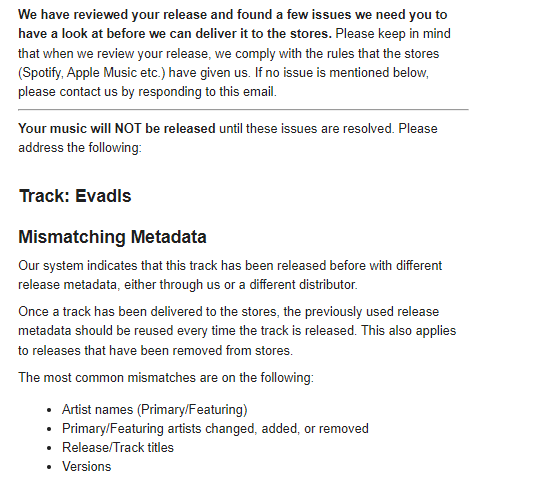 We have reviewed your release and found a few issues we need you to
have a look at before we can deliver it to the stores. Please keep in mind
that when we review your release, we comply with the rules that the stores
(Spotify, Apple Music etc.) have given us. If no issue is mentioned below,
please contact us by responding to this email.
Your music will NOT be released until these issues are resolved. Please
address the following:
Track: Evadls
Mismatching Metadata
Our system indicates that this track has been released before with different
release metadata, either through us or a different distributor.
Once a track has been delivered to the stores, the previously used release
metadata should be reused every time the track is released. This also applies
to releases that have been removed from stores.
The most common mismatches are on the following:
• Artist names (Primary/Featuring)
• Primary/Featuring artists changed, added, or removed
• Release/Track titles
• Versions